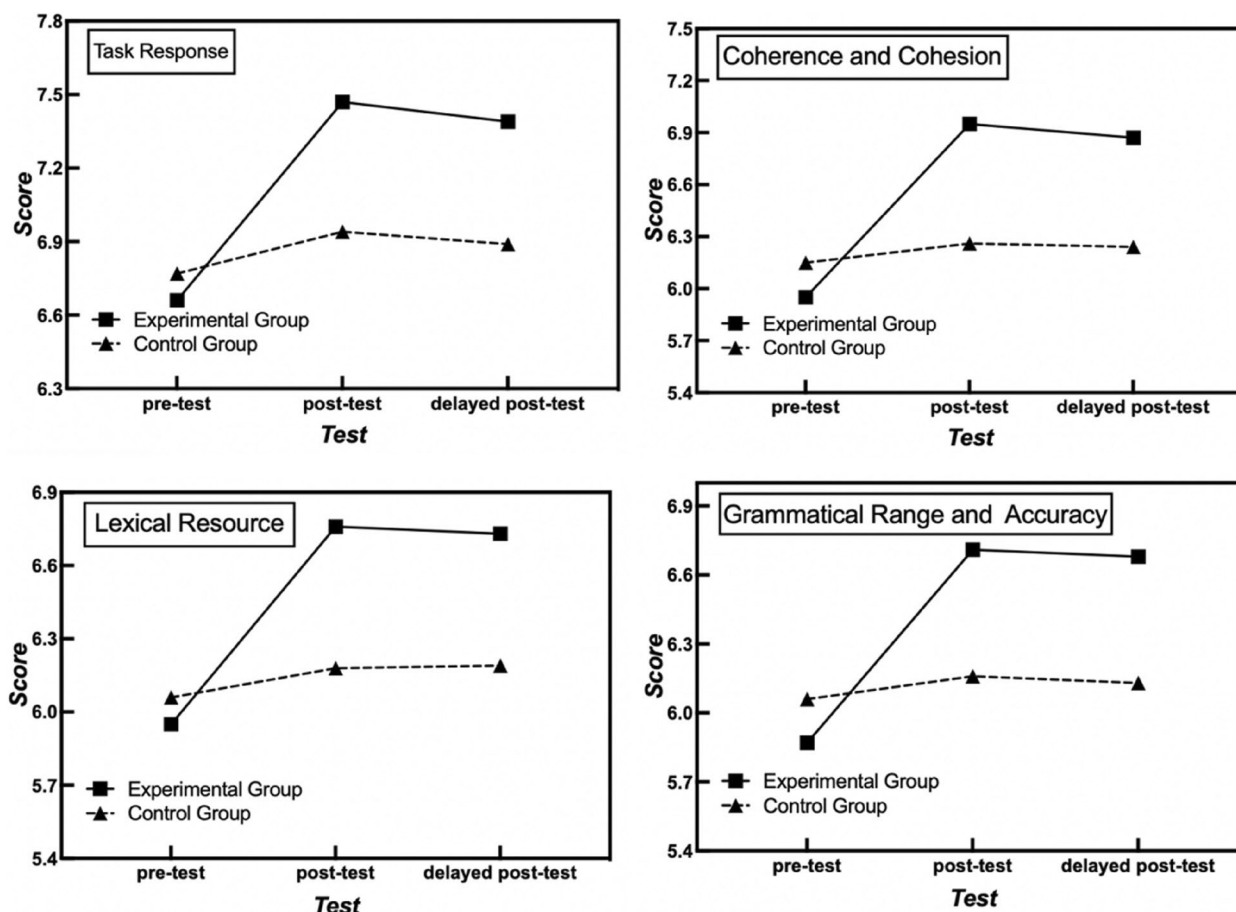 Task Response
7.8
7.5
7.2
6.9
6.6
6.3
Score
Experimental Group
Control Group
pre-test post-test delayed post-test
Test
Coherence and Cohesion
7.5
7.2
6.9
6.6
6.3
6.0
5.7
5.4
Score
Experimental Group
Control Group
pre-test post-test delayed post-test
Test
Lexical Resource
6.9
6.6
6.3
6.0
5.7
5.4
Score
Experimental Group
Control Group
pre-test post-test delayed post-test
Test
Grammatical Range and Accuracy
6.9
6.6
6.3
6.0
5.7
5.4
Score
Experimental Group
Control Group
pre-test post-test delayed post-test
Test